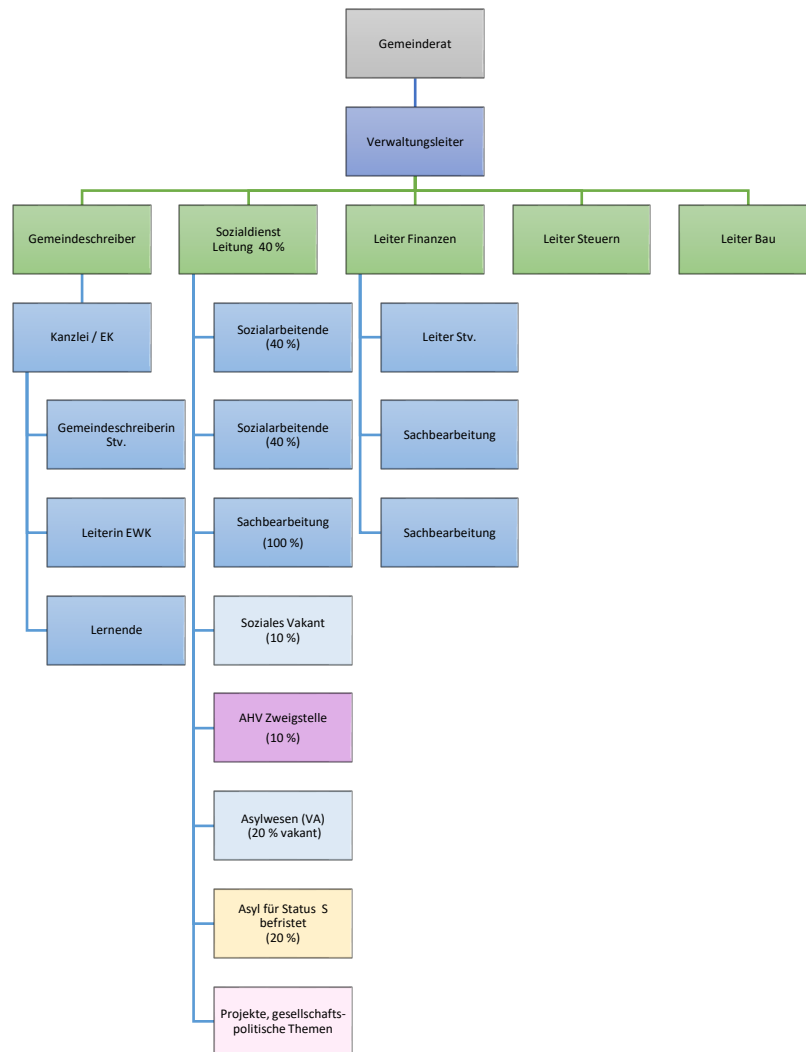 Gemeinderat
Verwaltungsleiter
Gemeindeschreiber
Sozialdienst
Leitung 40 %
Leiter Finanzen
Leiter Steuern
Leiter Bau
Kanzlei / EK
Gemeindeschreiberin
Stv.
Leiterin EWK
Lernende
Sozialarbeitende
(40 %)
Sozialarbeitende
(40 %)
Sachbearbeitung
(100 %)
Soziales Vakant
(10 %)
AHV Zweigstelle
(10 %)
Asylwesen (VA)
(20 % vakant)
Asyl für Status S
befristet
(20 %)
Projekte, gesellschafts-
politische Themen
Leiter Stv.
Sachbearbeitung
Sachbearbeitung